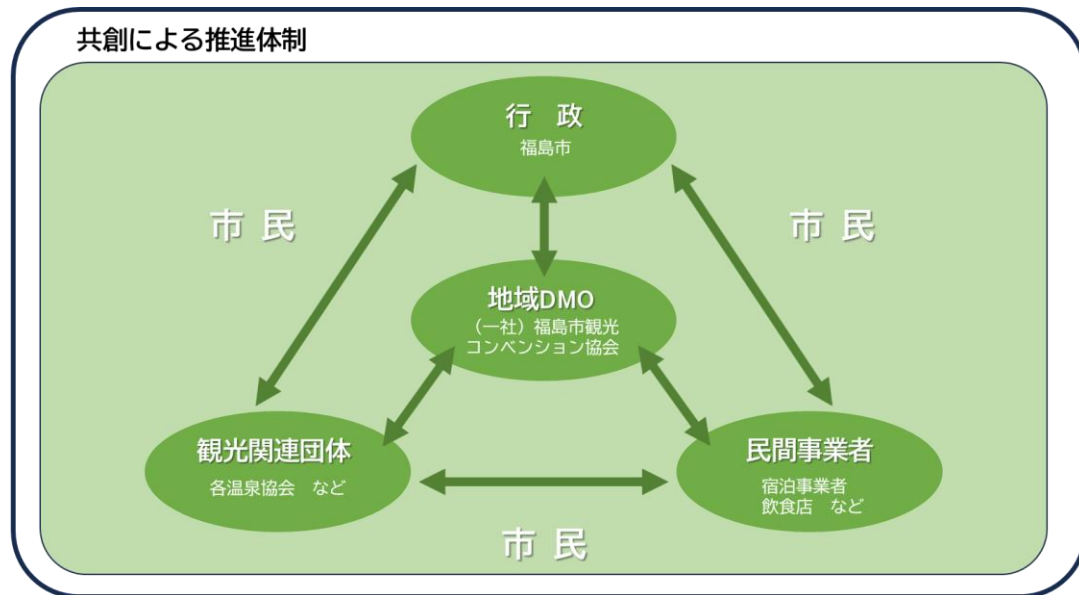 共創による推進体制
行　政
福島市
市 民
市 民
地域DMO
（一社）福島市観光
コンベンション協会
観光関連団体
各温泉協会　など
民間事業者
宿泊事業者
飲食店　など
市 民